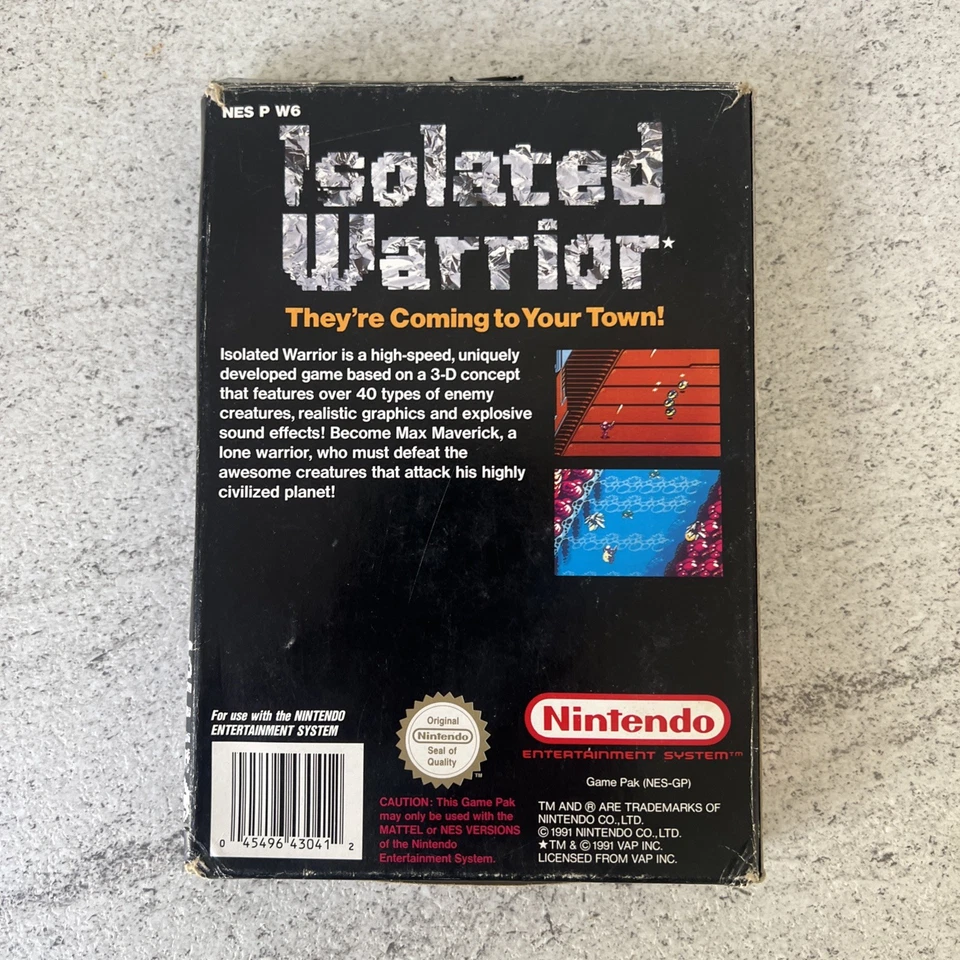 NES P W6
Isolated
Warrior★
They're Coming to Your Town!
Isolated Warrior is a high-speed, uniquely
developed game based on a 3-D concept
that features over 40 types of enemy
creatures, realistic graphics and explosive
sound effects! Become Max Maverick, a
lone warrior, who must defeat the
awesome creatures that attack his highly
civilized planet!
For use with the NINTENDO
ENTERTAINMENT SYSTEM
0 45496 43041 2
Original
Nintendo
Seal of
Quality
TM
CAUTION: This Game Pak
may only be used with the
MATTEL or NES VERSIONS
of the Nintendo
Entertainment System.
Nintendo
ENTERTAINMENT SYSTEM™
Game Pak (NES-GP)
TM AND ® ARE TRADEMARKS OF
NINTENDO CO., LTD.
© 1991 NINTENDO CO., LTD.
★TM & © 1991 VAP INC.
LICENSED FROM VAP INC.